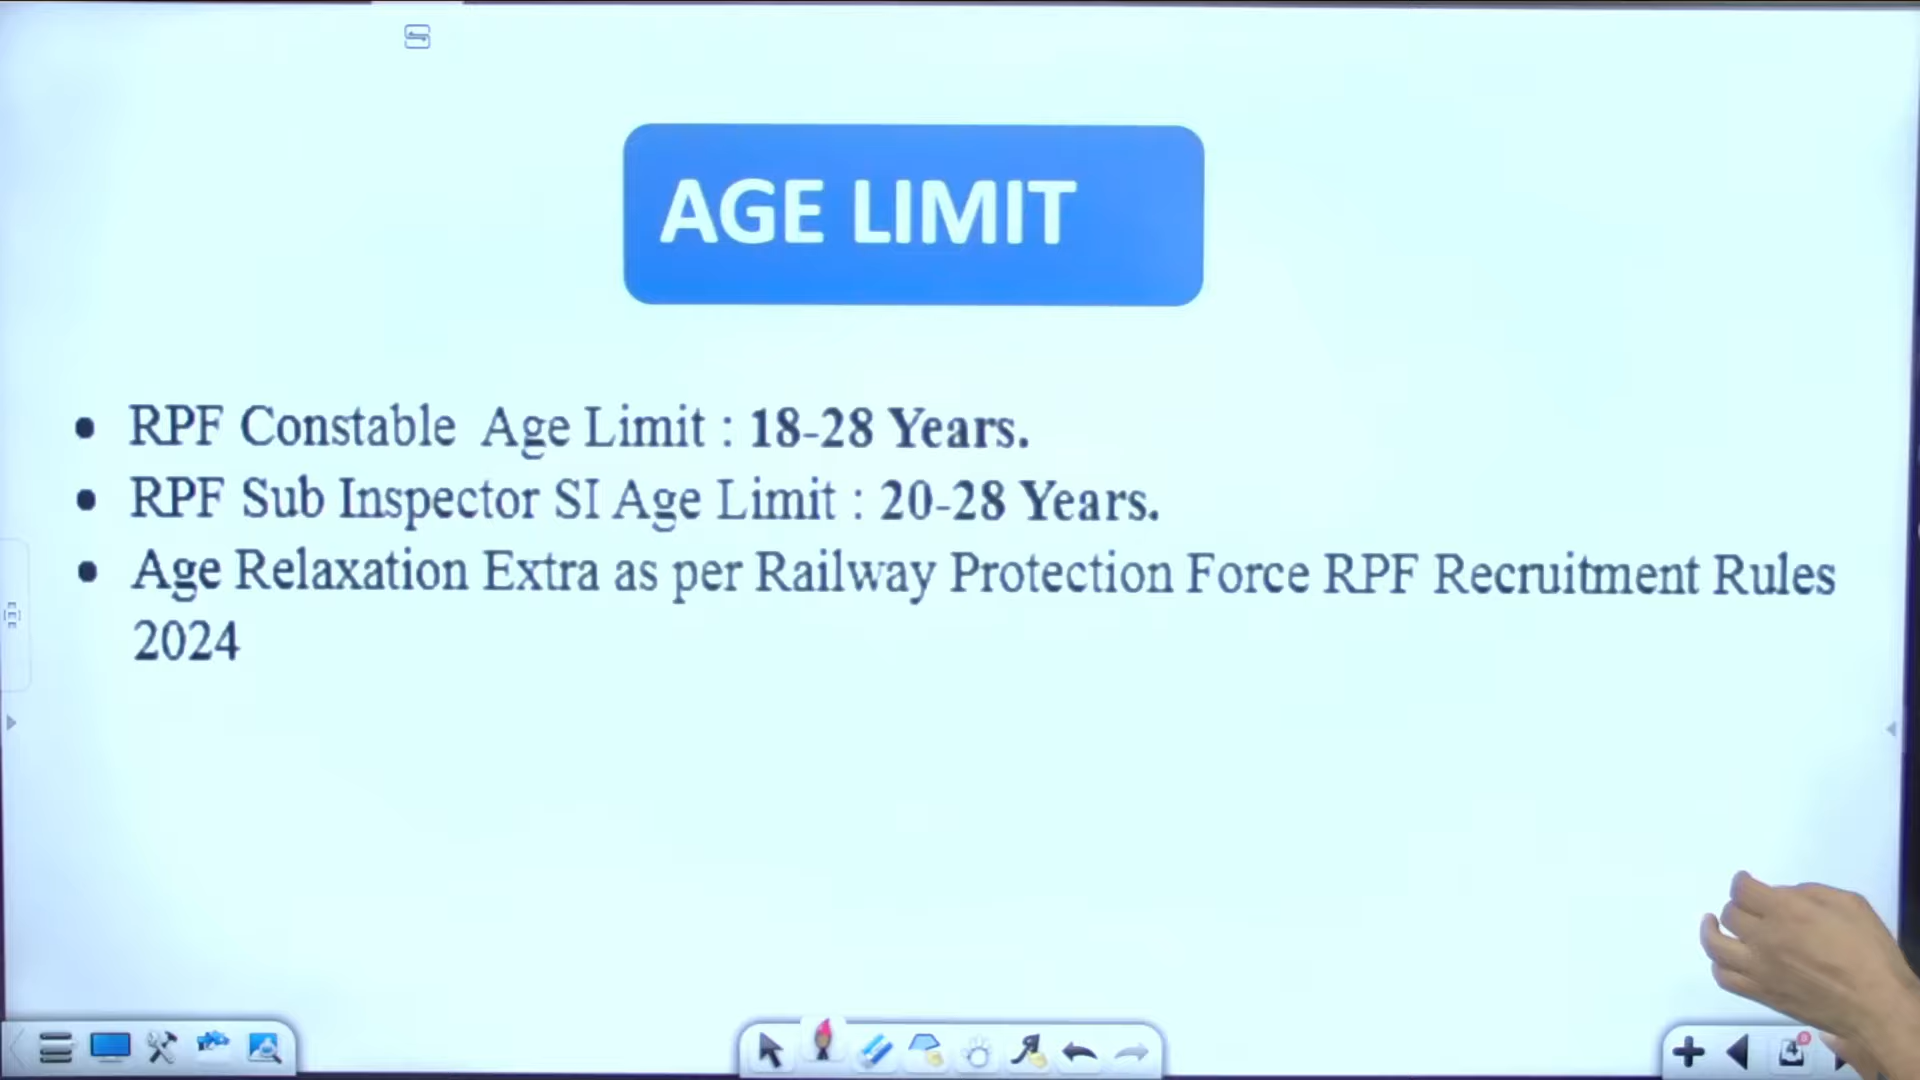 AGE LIMIT
• RPF Constable Age Limit : 18-28 Years.
• RPF Sub Inspector SI Age Limit : 20-28 Years.
• Age Relaxation Extra as per Railway Protection Force RPF Recruitment Rules
2024
4